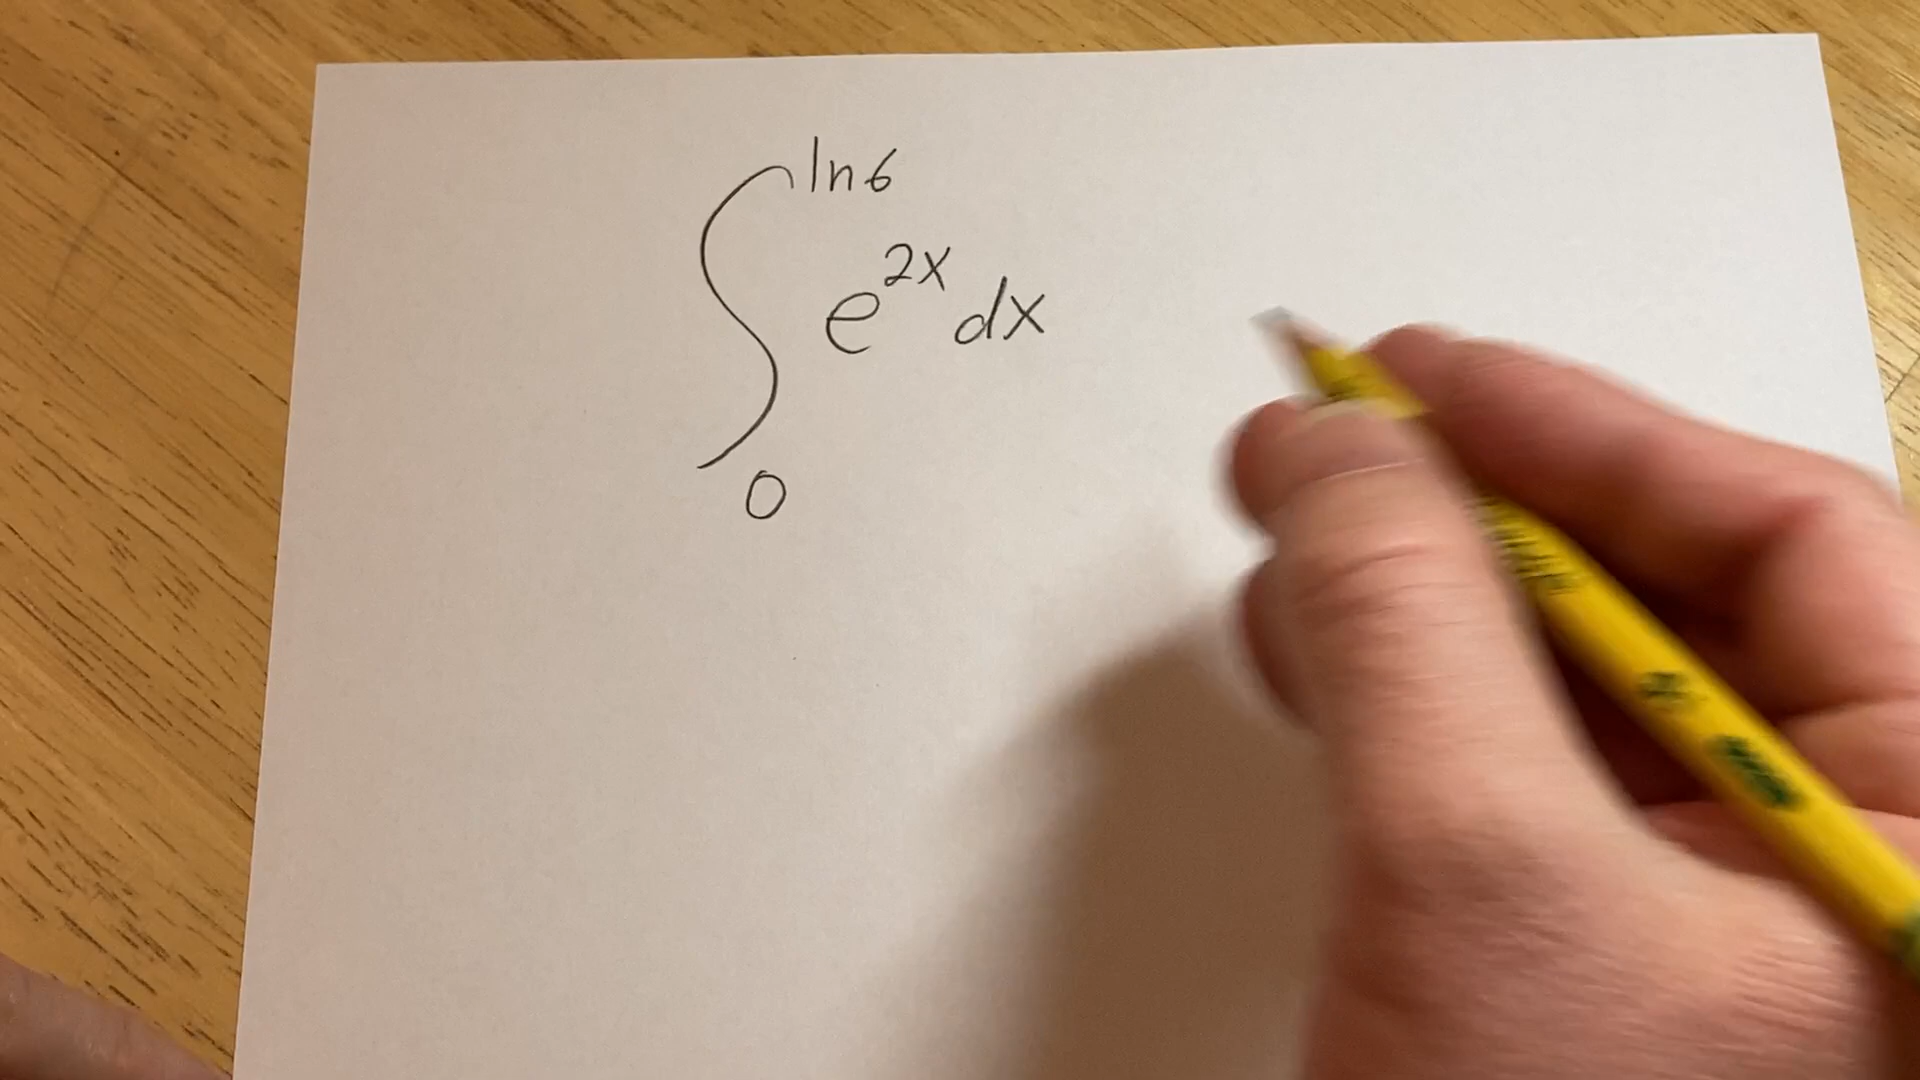 ∫₀^{ln6} e^{2x} dx